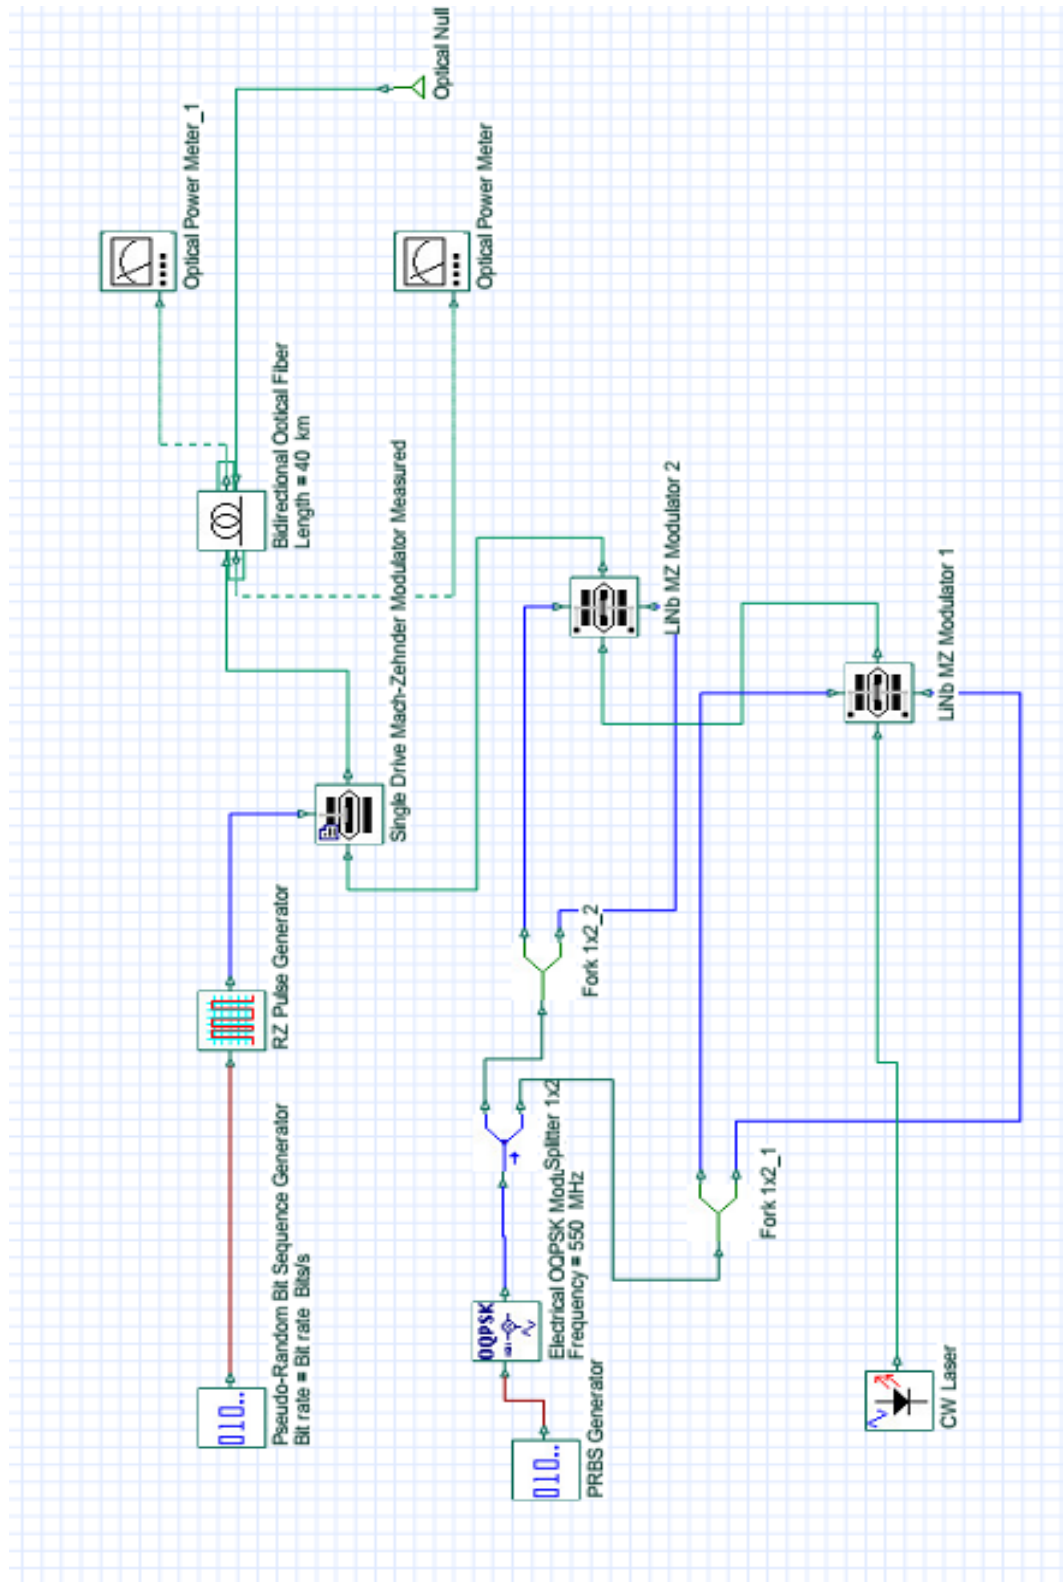 Pseudo-Random Bit Sequence Generator
Bit rate = Bit rate Bits/s
010..
RZ Pulse Generator
Single Drive Mach-Zehnder Modulator Measured
Bidirectional Optical Fiber
Length = 40 km
Optical Power Meter_1
Optical Power Meter
Optical Null
PRBS Generator
010..
OQPSK
Electrical OQPSK Modu
Frequency = 550 MHz
Splitter 1x2
Fork 1x2_2
Fork 1x2_1
LiNb MZ Modulator 2
LiNb MZ Modulator 1
CW Laser